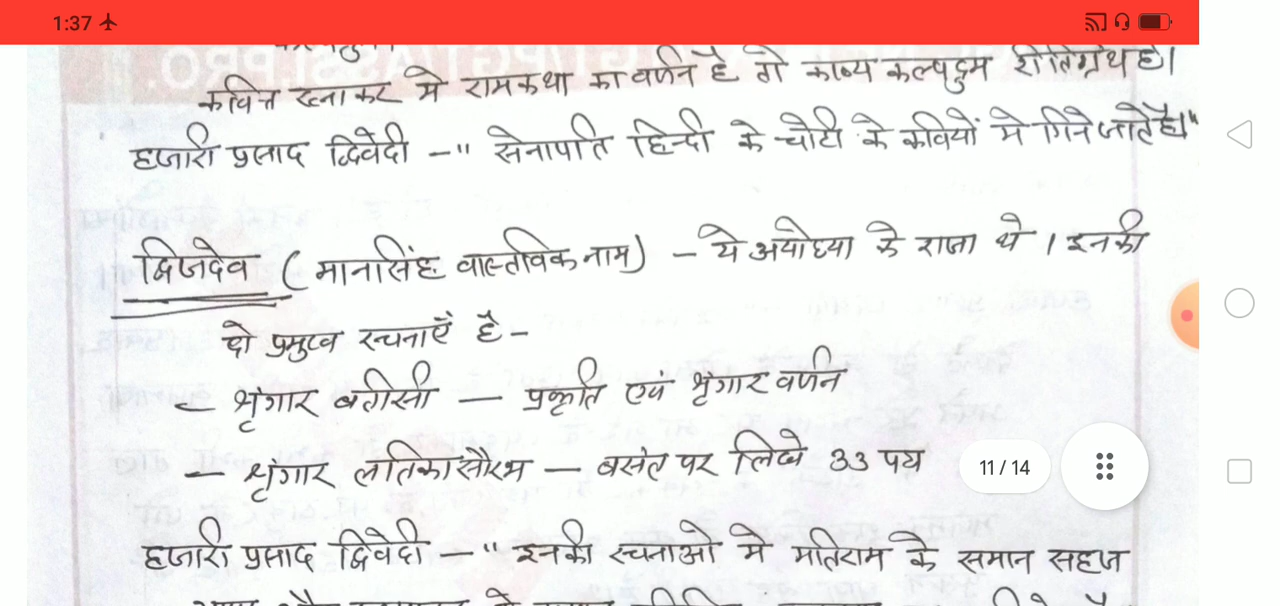 1:37
कवित्त रत्नाकर मे रामकथा का वर्णन है तो काव्य कल्पद्रुम रीतिग्रंथ है।
हजारी प्रसाद द्विवेदी -" सेनापति हिन्दी के चोटी के कवियों मे गिने जाते है।"
द्विजदेव ( मानसिंह वास्तविक नाम) - ये अयोध्या के राजा थे । इनकी
दो प्रमुख रचनाएँ है -
- श्रृंगार बतीसी - प्रकृति एवं श्रृंगार वर्णन
- श्रृंगार लतिका सौरभ - बसंत पर लिखे 33 पद्य
11 / 14
हजारी प्रसाद द्विवेदी - " इनकी रचनाओ मे मतिराम के समान सहज